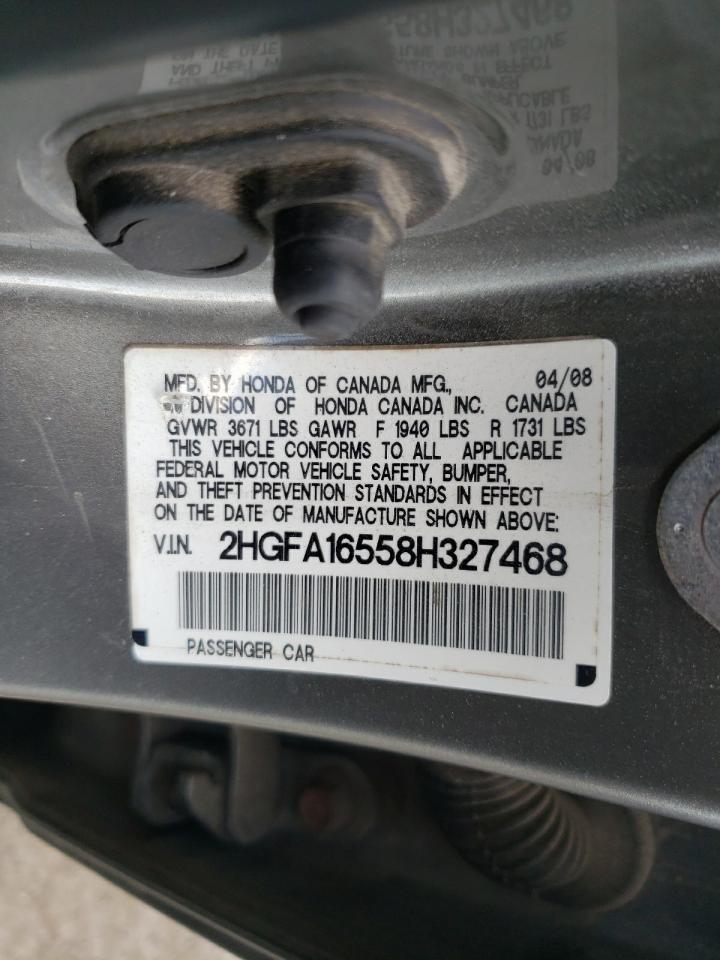 MFD. BY HONDA OF CANADA MFG., 04/08
DIVISION OF HONDA CANADA INC. CANADA
GVWR 3671 LBS GAWR F 1940 LBS R 1731 LBS
THIS VEHICLE CONFORMS TO ALL APPLICABLE
FEDERAL MOTOR VEHICLE SAFETY, BUMPER,
AND THEFT PREVENTION STANDARDS IN EFFECT
ON THE DATE OF MANUFACTURE SHOWN ABOVE:
V.I.N. 2HGFA16558H327468
PASSENGER CAR